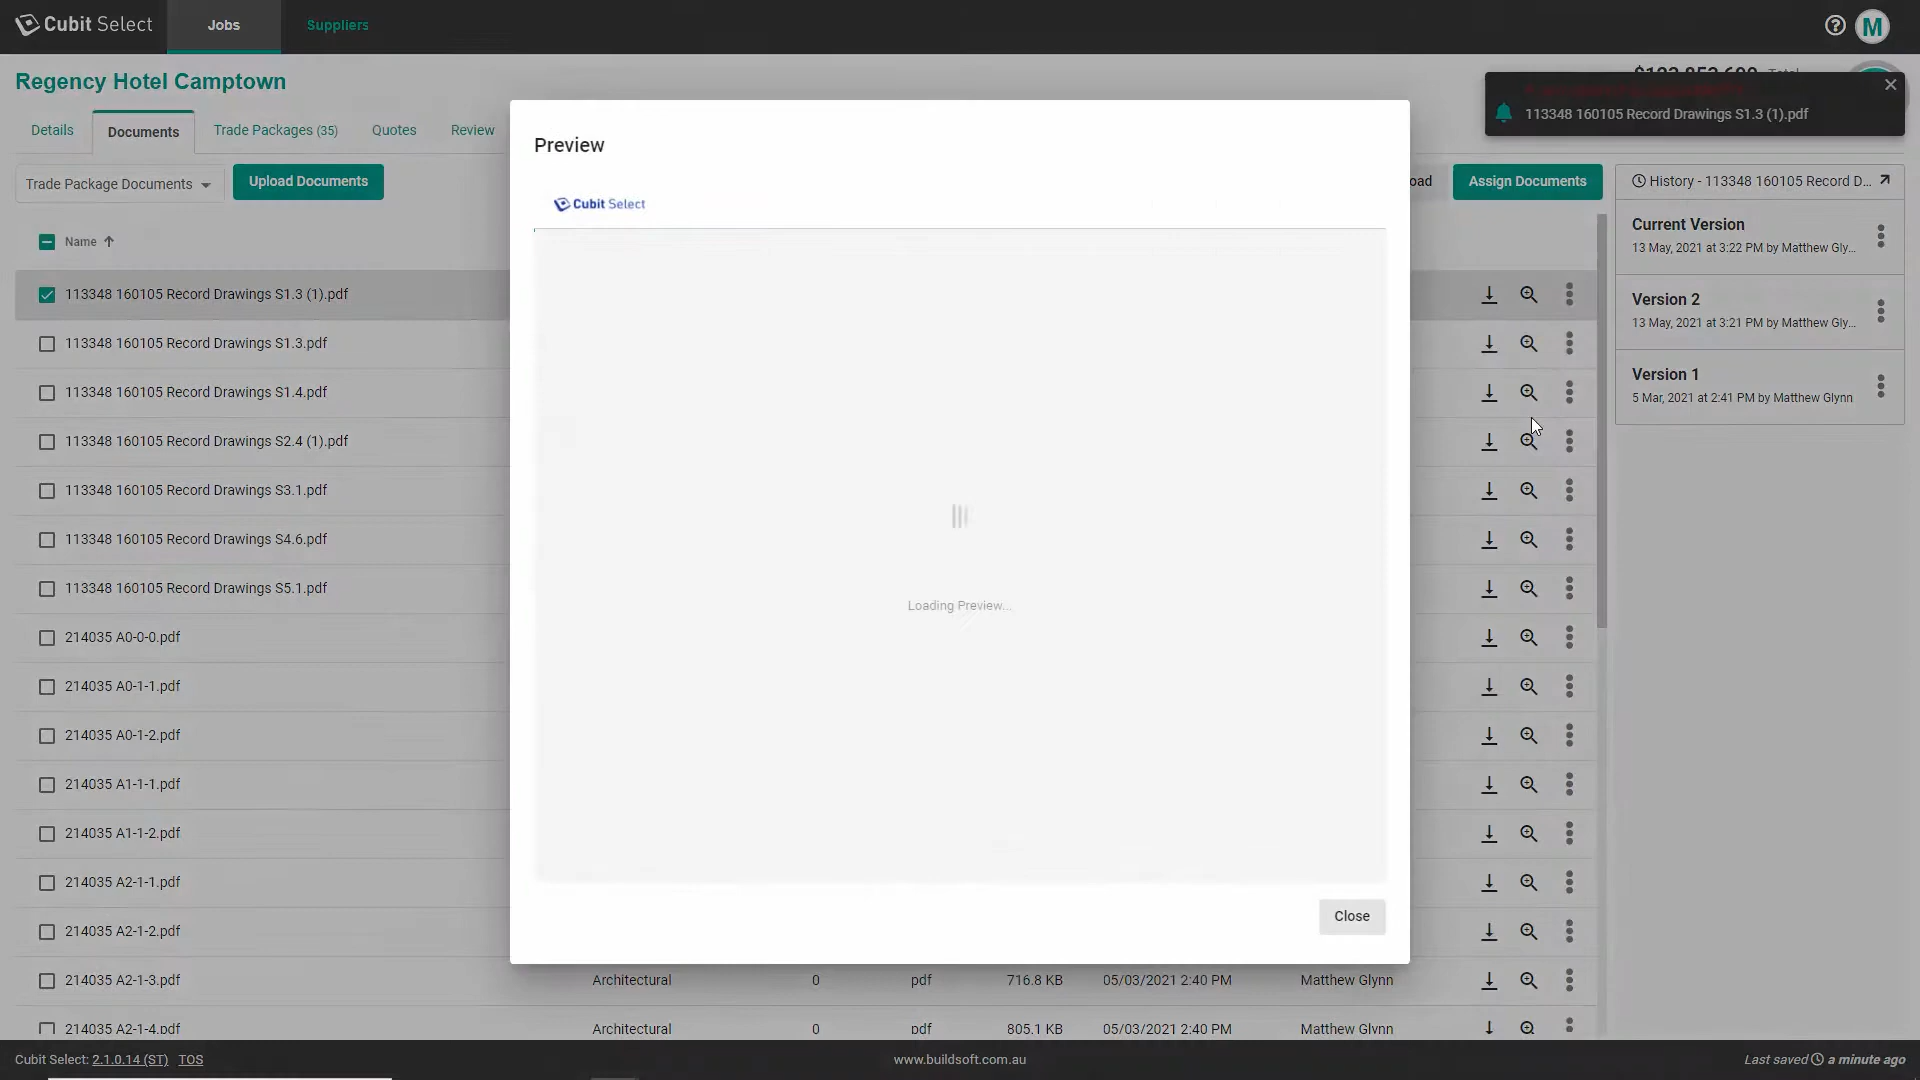 Cubit Select
Jobs
Suppliers
M
Regency Hotel Camptown
Total
113348 160105 Record Drawings S1.3 (1).pdf
Details
Documents
Trade Packages (35)
Quotes
Review
Trade Package Documents
Upload Documents
oad
Assign Documents
History - 113348 160105 Record D...
Name
Current Version
13 May, 2021 at 3:22 PM by Matthew Gly...
Version 2
13 May, 2021 at 3:21 PM by Matthew Gly...
Version 1
5 Mar, 2021 at 2:41 PM by Matthew Glynn
Preview
Cubit Select
Loading Preview...
Close
113348 160105 Record Drawings S1.3 (1).pdf
113348 160105 Record Drawings S1.3.pdf
113348 160105 Record Drawings S1.4.pdf
113348 160105 Record Drawings S2.4 (1).pdf
113348 160105 Record Drawings S3.1.pdf
113348 160105 Record Drawings S4.6.pdf
113348 160105 Record Drawings S5.1.pdf
214035 A0-0-0.pdf
214035 A0-1-1.pdf
214035 A0-1-2.pdf
214035 A1-1-1.pdf
214035 A1-1-2.pdf
214035 A2-1-1.pdf
214035 A2-1-2.pdf
214035 A2-1-3.pdf Architectural 0 pdf 716.8 KB 05/03/2021 2:40 PM Matthew Glynn
214035 A2-1-4.pdf Architectural 0 pdf 805.1 KB 05/03/2021 2:40 PM Matthew Glynn
Cubit Select: 2.1.0.14 (ST) TOS
www.buildsoft.com.au
Last saved a minute ago